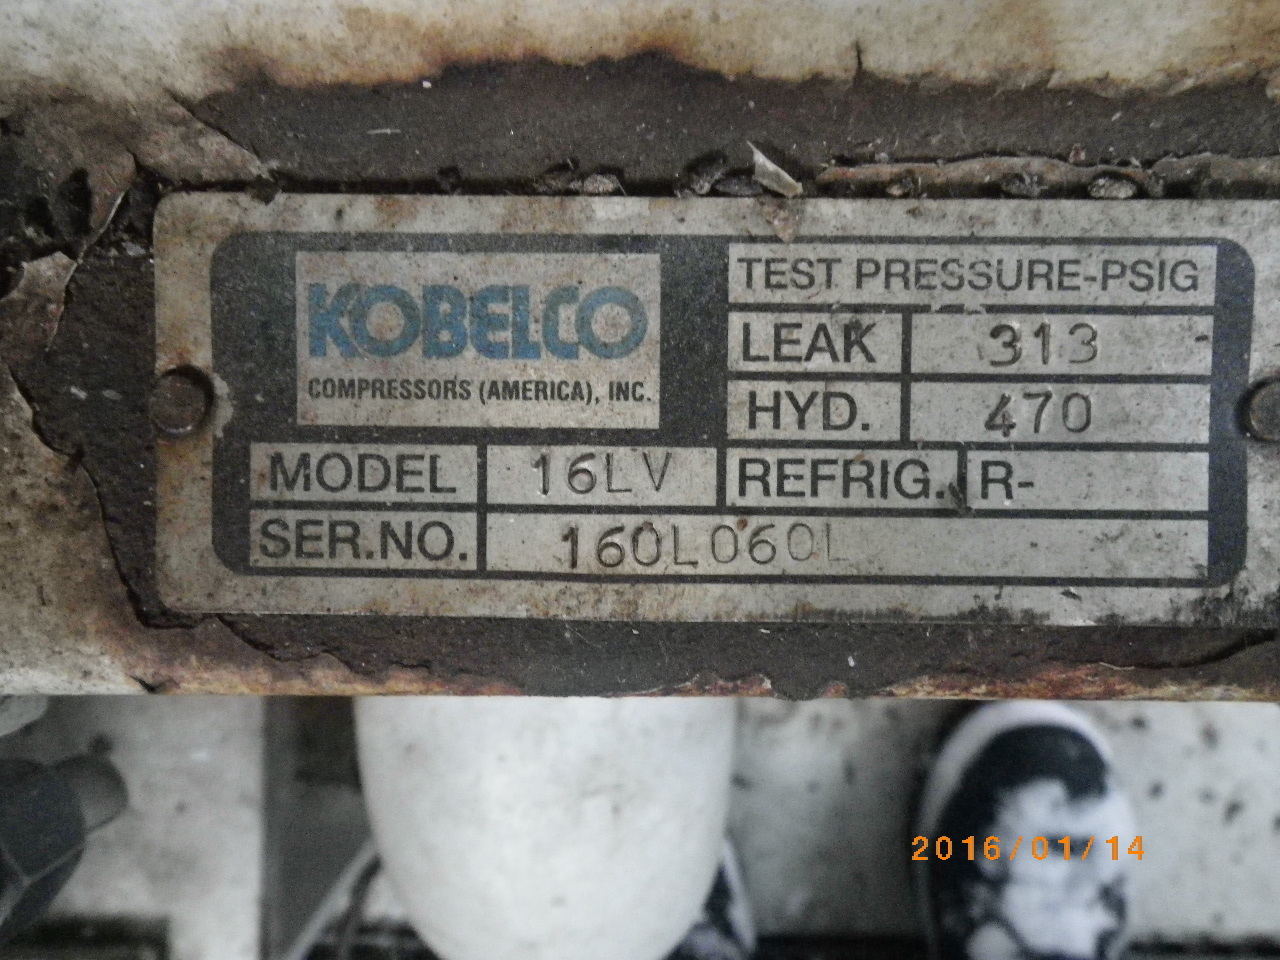 KOBELCO
COMPRESSORS (AMERICA), INC.
TEST PRESSURE-PSIG
LEAK 313
HYD. 470
MODEL 16LV REFRIG. R-
SER.NO. 160L060L
2016/01/14